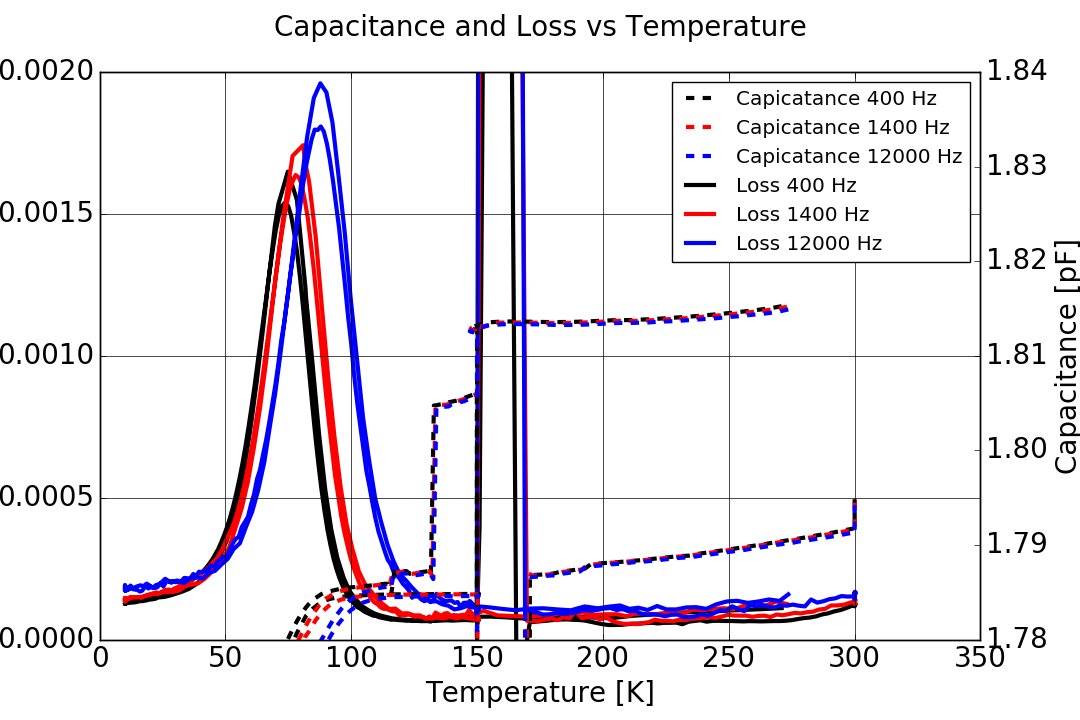 Capacitance and Loss vs Temperature
0.0020
0.0015
0.0010
0.0005
0.0000
1.84
1.83
1.82
1.81
1.80
1.79
1.78
Capacitance [pF]
Capicatance 400 Hz
Capicatance 1400 Hz
Capicatance 12000 Hz
Loss 400 Hz
Loss 1400 Hz
Loss 12000 Hz
0 50 100 150 200 250 300 350
Temperature [K]